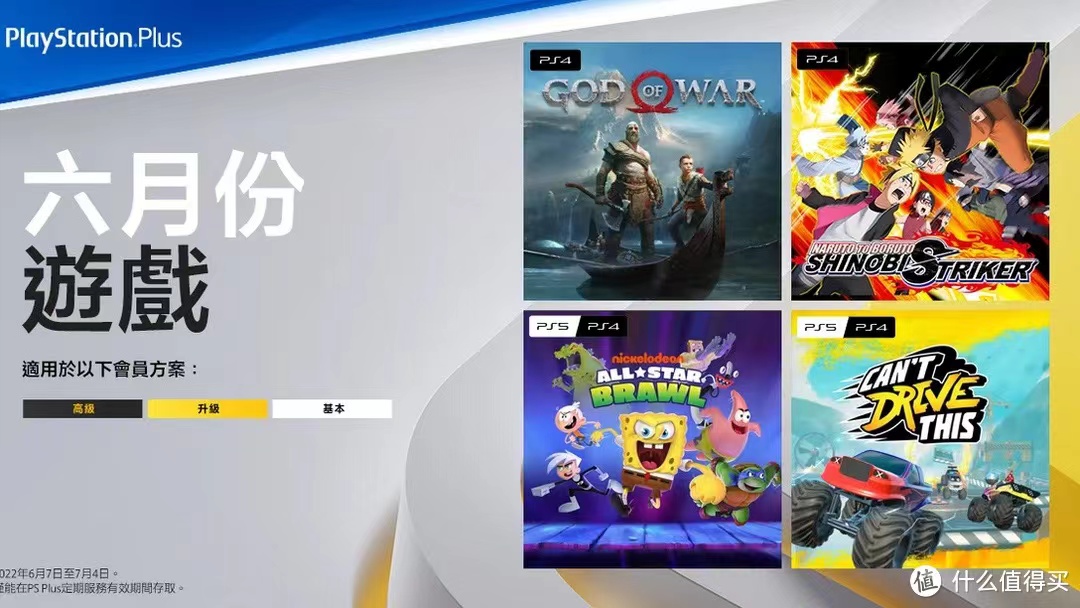 PlayStation.Plus
六月份
遊戲
適用於以下會員方案：
高級
升級
基本
022年6月7日至7月4日。
僅能在PS Plus定期服務有效期間存取。
PS4
GOD OF WAR
PS4
NARUTO TO BORUTO
SHINOBI STRIKER
PS5 PS4
nickelodeon
ALL★STAR
BRAWL
PS5 PS4
CAN'T
DRIVE
THIS
值 什么值得买